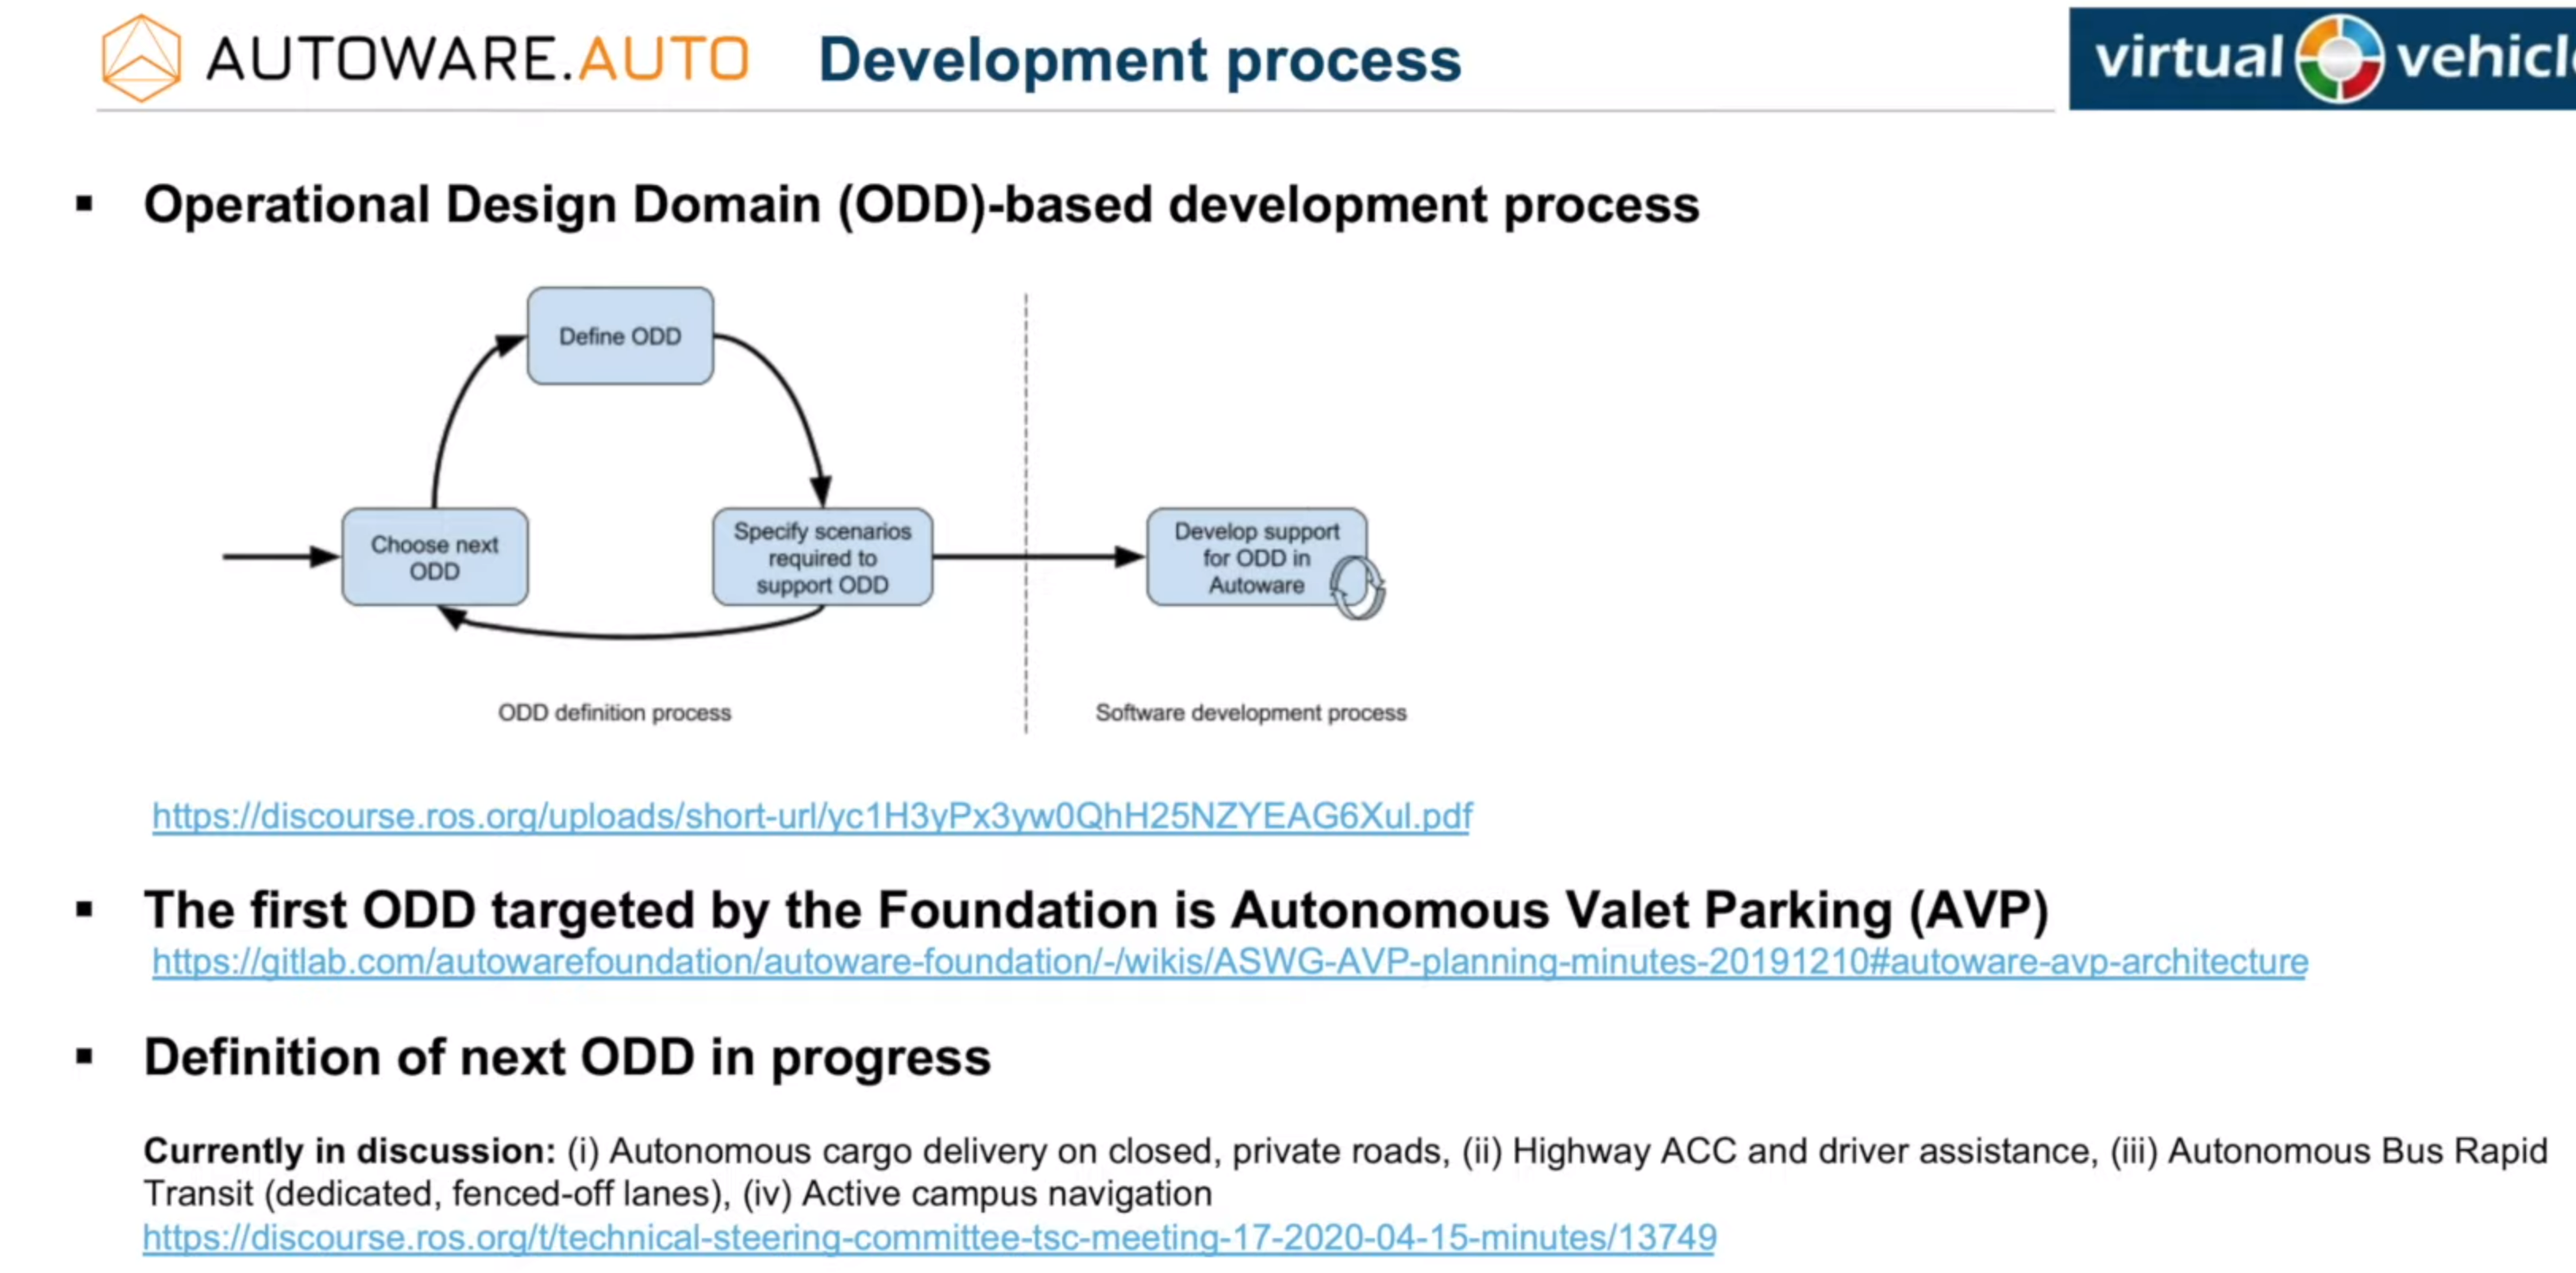 AUTOWARE.AUTO Development process
virtual vehicle
Operational Design Domain (ODD)-based development process
Define ODD
Choose next
ODD
Specify scenarios
required to
support ODD
Develop support
for ODD in
Autoware
ODD definition process
Software development process
https://discourse.ros.org/uploads/short-url/yc1H3yPx3yw0QhH25NZYEAG6Xul.pdf
The first ODD targeted by the Foundation is Autonomous Valet Parking (AVP)
https://gitlab.com/autowarefoundation/autoware-foundation/-/wikis/ASWG-AVP-planning-minutes-20191210#autoware-avp-architecture
Definition of next ODD in progress
Currently in discussion: (i) Autonomous cargo delivery on closed, private roads, (ii) Highway ACC and driver assistance, (iii) Autonomous Bus Rapid
Transit (dedicated, fenced-off lanes), (iv) Active campus navigation
https://discourse.ros.org/t/technical-steering-committee-tsc-meeting-17-2020-04-15-minutes/13749